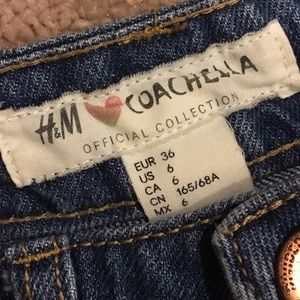 H&M COACHELLA
OFFICIAL COLLECTION
EUR 36
US 6
CA 6
CN 165/68A
MX 6